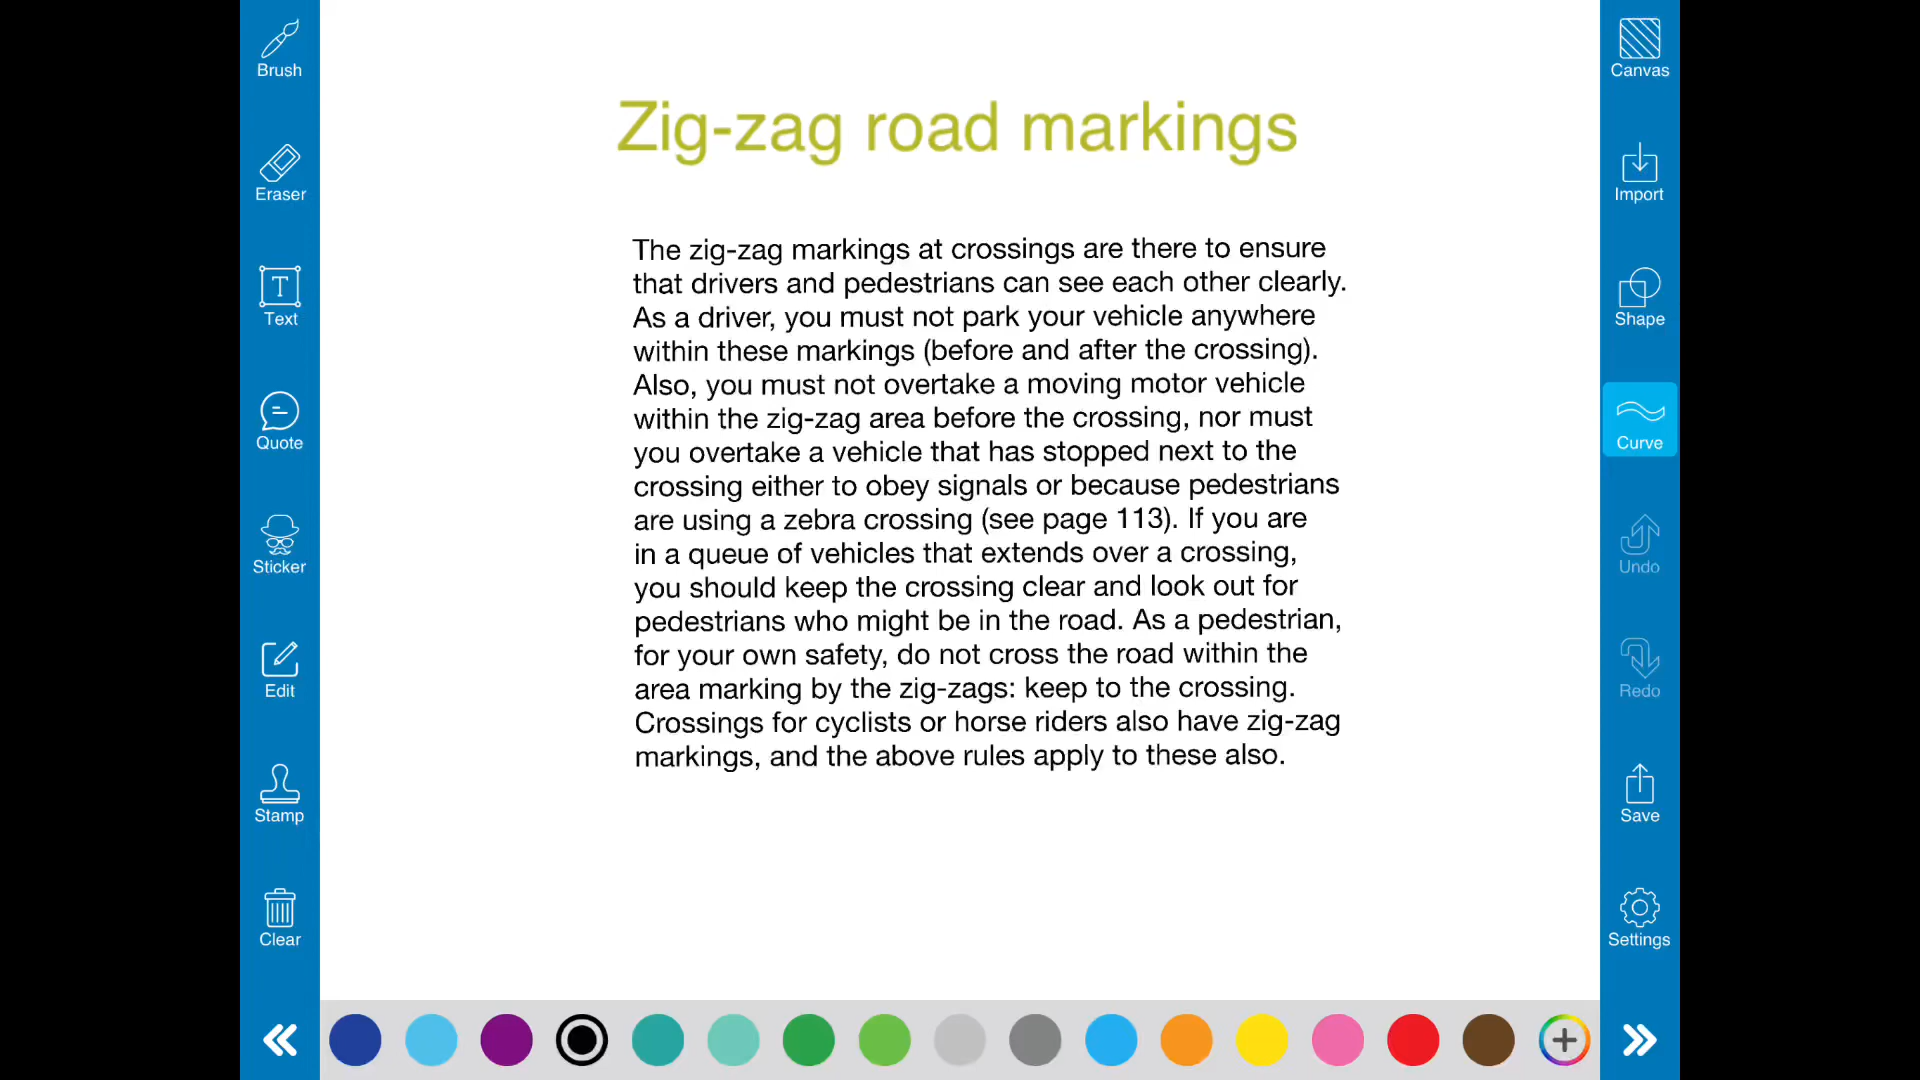 Brush
Eraser
Text
Quote
Sticker
Edit
Stamp
Clear
Zig-zag road markings
The zig-zag markings at crossings are there to ensure
that drivers and pedestrians can see each other clearly.
As a driver, you must not park your vehicle anywhere
within these markings (before and after the crossing).
Also, you must not overtake a moving motor vehicle
within the zig-zag area before the crossing, nor must
you overtake a vehicle that has stopped next to the
crossing either to obey signals or because pedestrians
are using a zebra crossing (see page 113). If you are
in a queue of vehicles that extends over a crossing,
you should keep the crossing clear and look out for
pedestrians who might be in the road. As a pedestrian,
for your own safety, do not cross the road within the
area marking by the zig-zags: keep to the crossing.
Crossings for cyclists or horse riders also have zig-zag
markings, and the above rules apply to these also.
Canvas
Import
Shape
Curve
Undo
Redo
Save
Settings